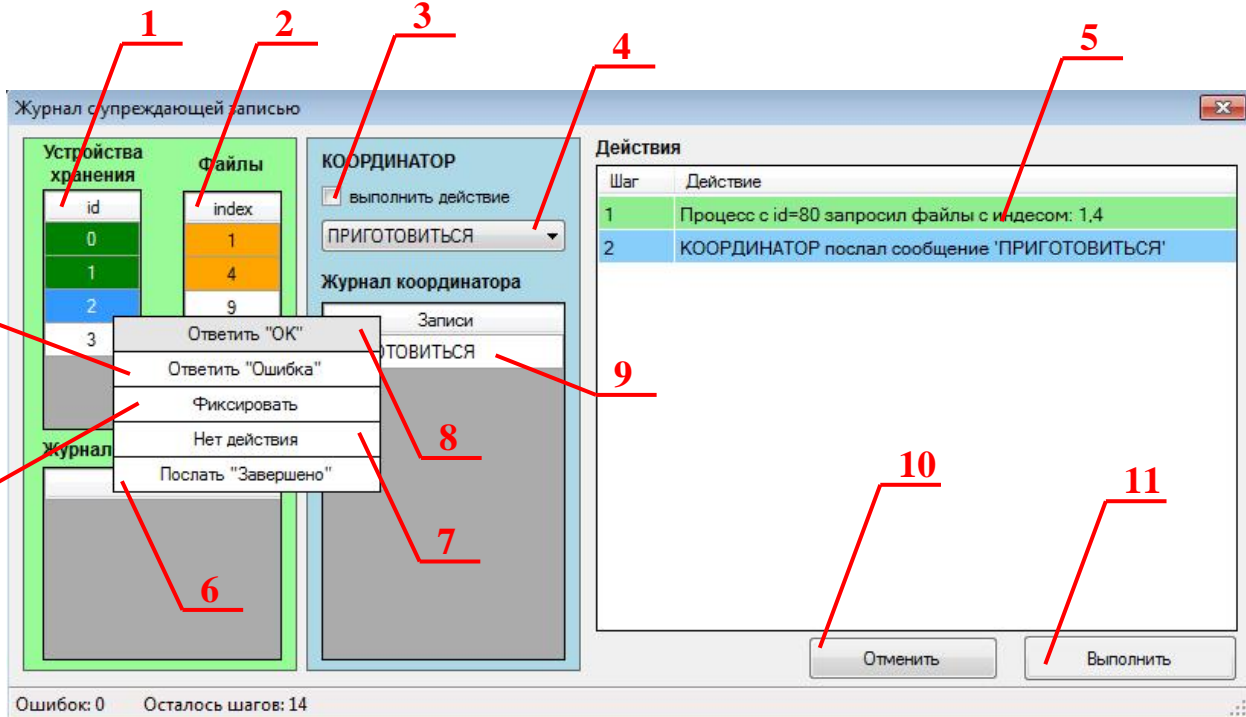 1
2
3
4
5
Журнал с упреждающей записью
Устройства
хранения
Файлы
id
index
0
1
1
4
2
9
3
КООРДИНАТОР
выполнить действие
ПРИГОТОВИТЬСЯ
Журнал координатора
Записи
ТОВИТЬСЯ
Ответить "ОК"
Ответить "Ошибка"
Фиксировать
Нет действия
Послать "Завершено"
Журнал
6
7
8
9
Действия
Шаг Действие
1 Процесс с id=80 запросил файлы с индесом: 1,4
2 КООРДИНАТОР послал сообщение 'ПРИГОТОВИТЬСЯ'
10
11
Отменить
Выполнить
Ошибок: 0 Осталось шагов: 14